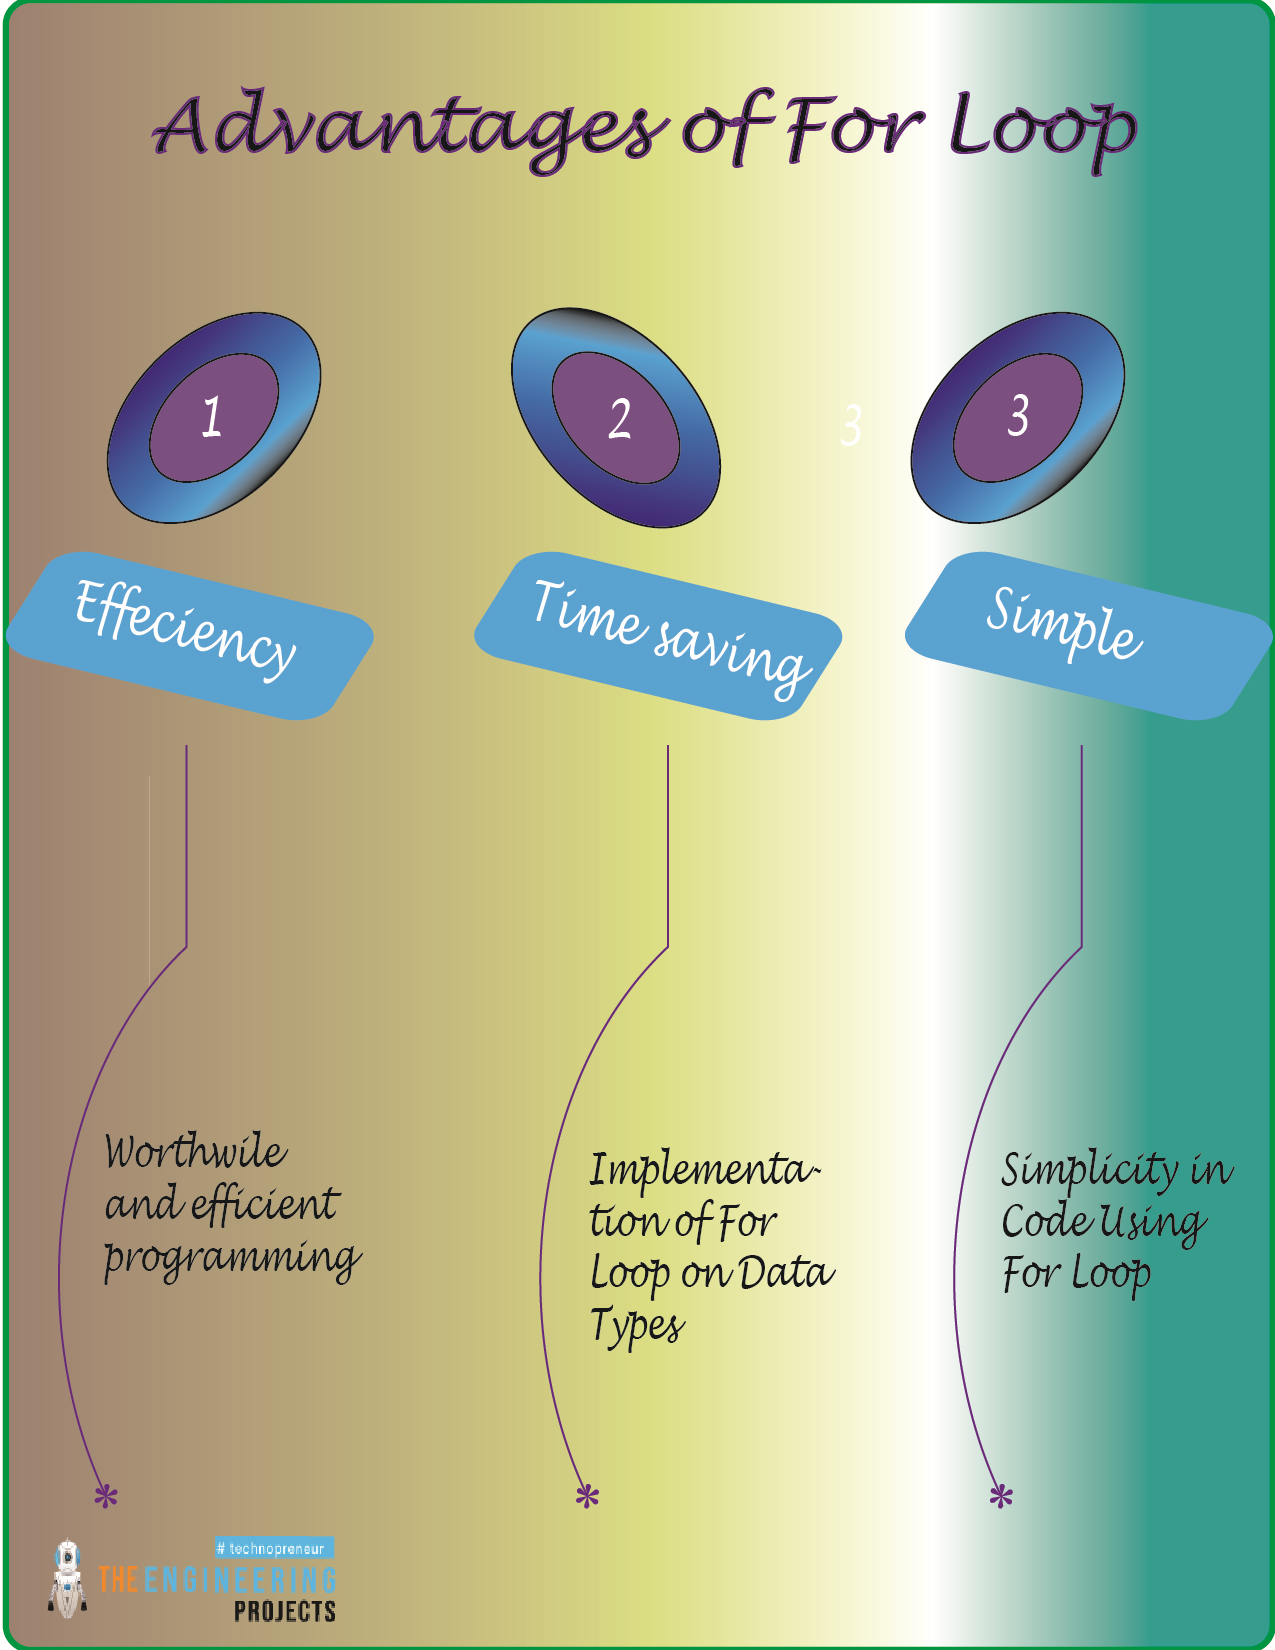 Advantages of For Loop
1
2
3
3
Effeciency
Time saving
Simple
Worthwile
and efficient
programming
Implementa-
tion of For
Loop on Data
Types
Simplicity in
Code Using
For Loop
*
*
*
# technopreneur
THE ENGINEERING
PROJECTS